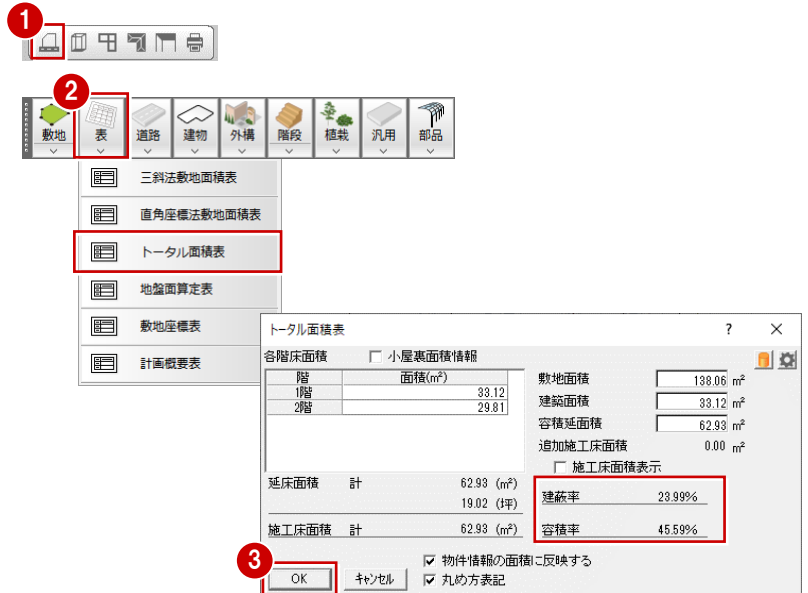 1
2
敷地 表 道路 建物 外構 階段 植栽 汎用 部品
三斜法敷地面積表
直角座標法敷地面積表
トータル面積表
地盤面算定表
敷地座標表
計画概要表
トータル面積表 ? ×
各階床面積 小屋裏面積情報
階 面積(m²)
1階 33.12
2階 29.81
敷地面積 138.06 m²
建築面積 33.12 m²
容積延面積 62.93 m²
追加施工床面積 0.00 m²
施工床面積表示
延床面積 計 62.93 (m²)
19.02 (坪)
施工床面積 計 62.93 (m²)
建蔽率 23.99%
容積率 45.59%
3
物件情報の面積に反映する
OK キャンセル 丸め方表記